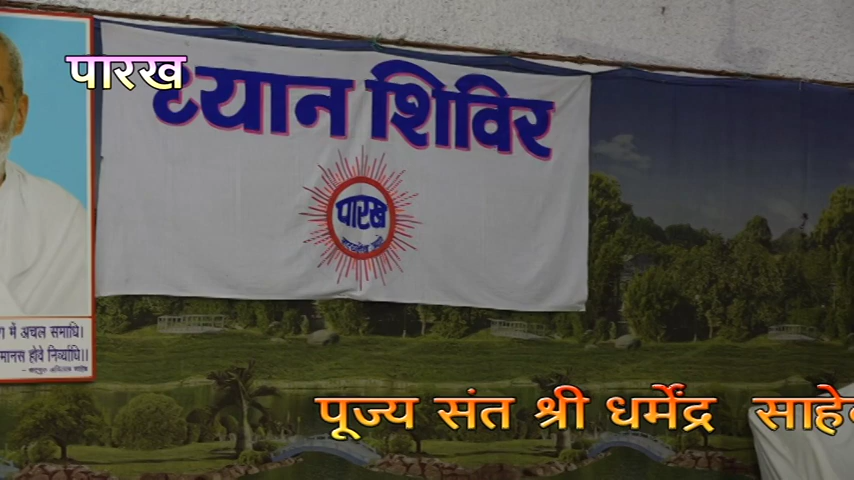 पारख
ध्यान शिविर
पारख
में अचल समाधि।
मानस होवे निर्व्याधि।।
पूज्य संत श्री धर्मेंद्र साहेब